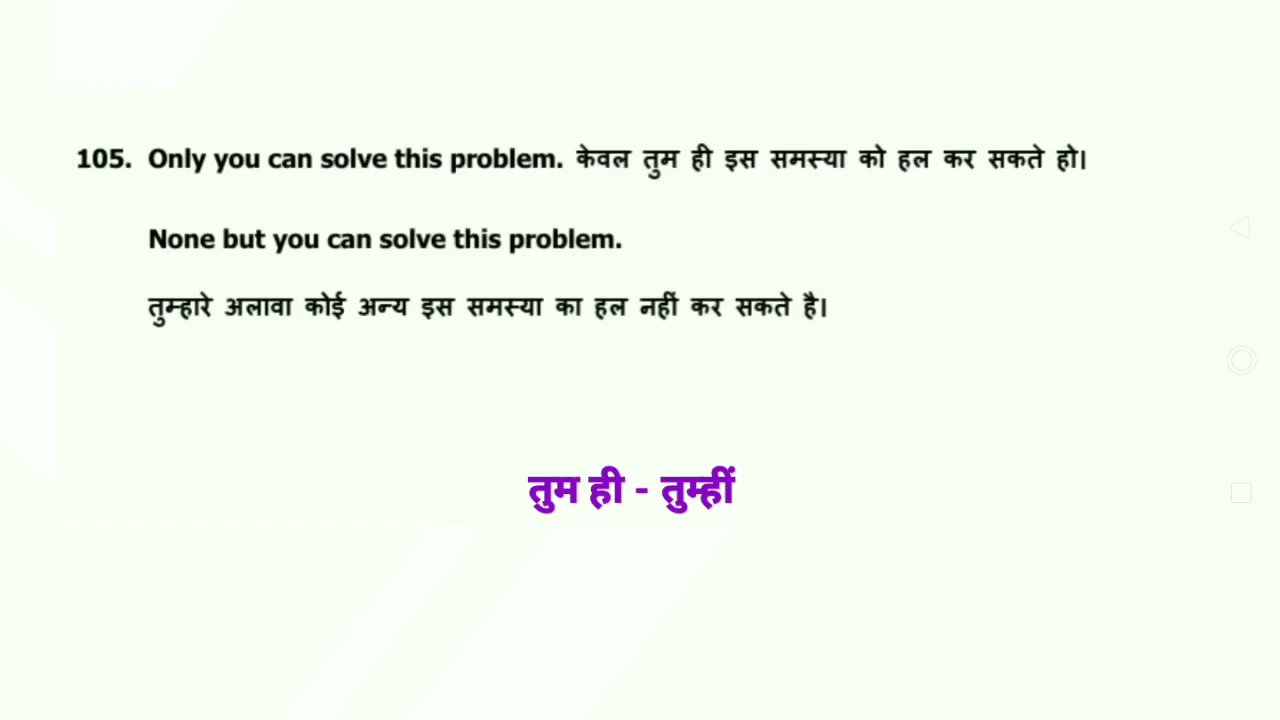 105. Only you can solve this problem. केवल तुम ही इस समस्या को हल कर सकते हो।
None but you can solve this problem.
तुम्हारे अलावा कोई अन्य इस समस्या का हल नहीं कर सकते है।
तुम ही - तुम्हीं